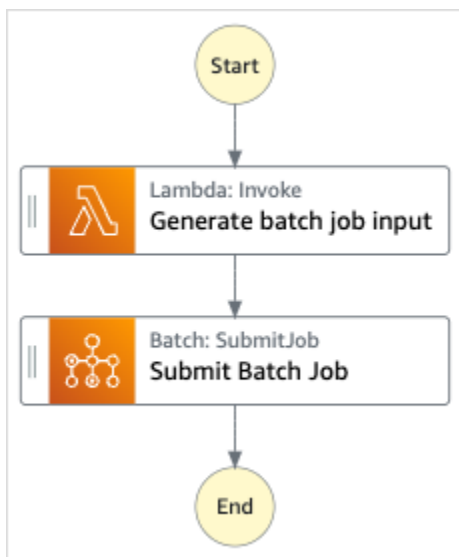 Start
Lambda: Invoke
Generate batch job input
Batch: SubmitJob
Submit Batch Job
End